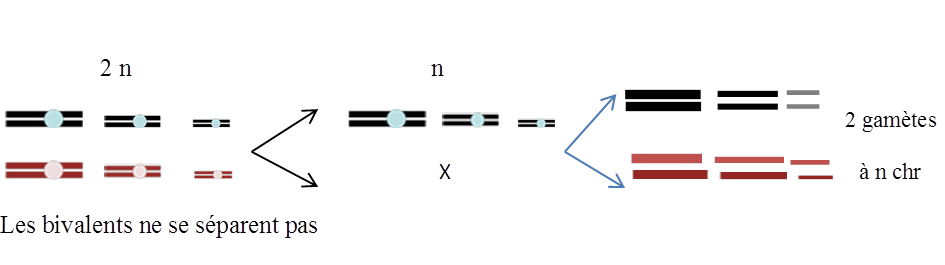 2 n
n
2 gamètes
X
à n chr
Les bivalents ne se séparent pas